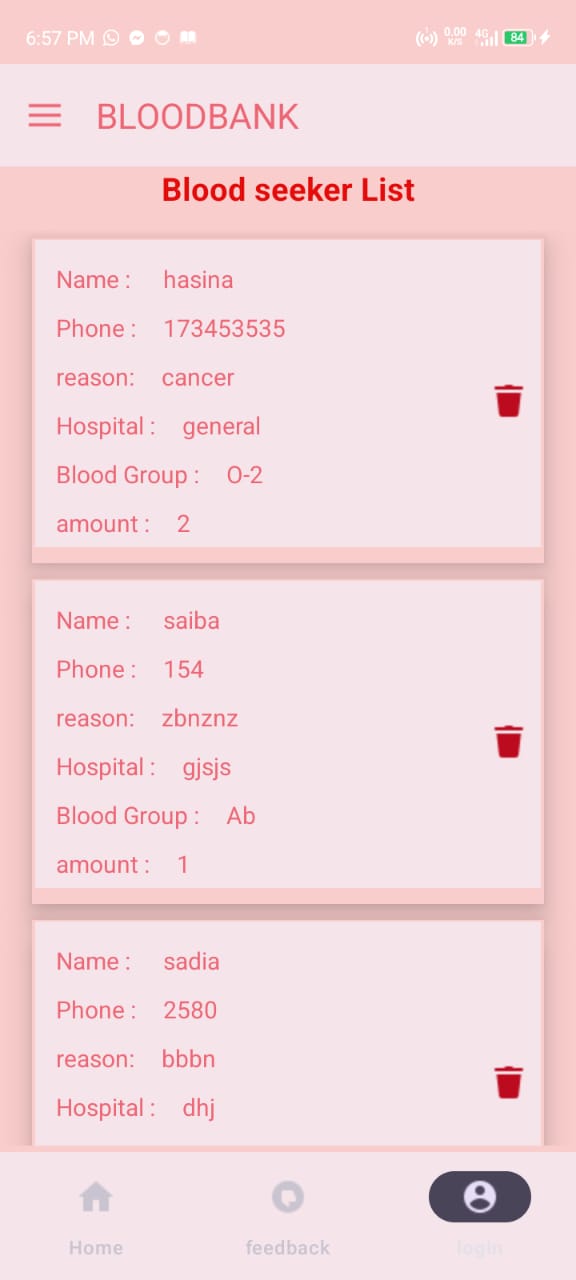 6:57 PM
0.00
K/S
4G
84
BLOODBANK
Blood seeker List
Name : hasina
Phone : 173453535
reason: cancer
Hospital : general
Blood Group : O-2
amount : 2
Name : saiba
Phone : 154
reason: zbnznz
Hospital : gjsjs
Blood Group : Ab
amount : 1
Name : sadia
Phone : 2580
reason: bbbn
Hospital : dhj
Home feedback login